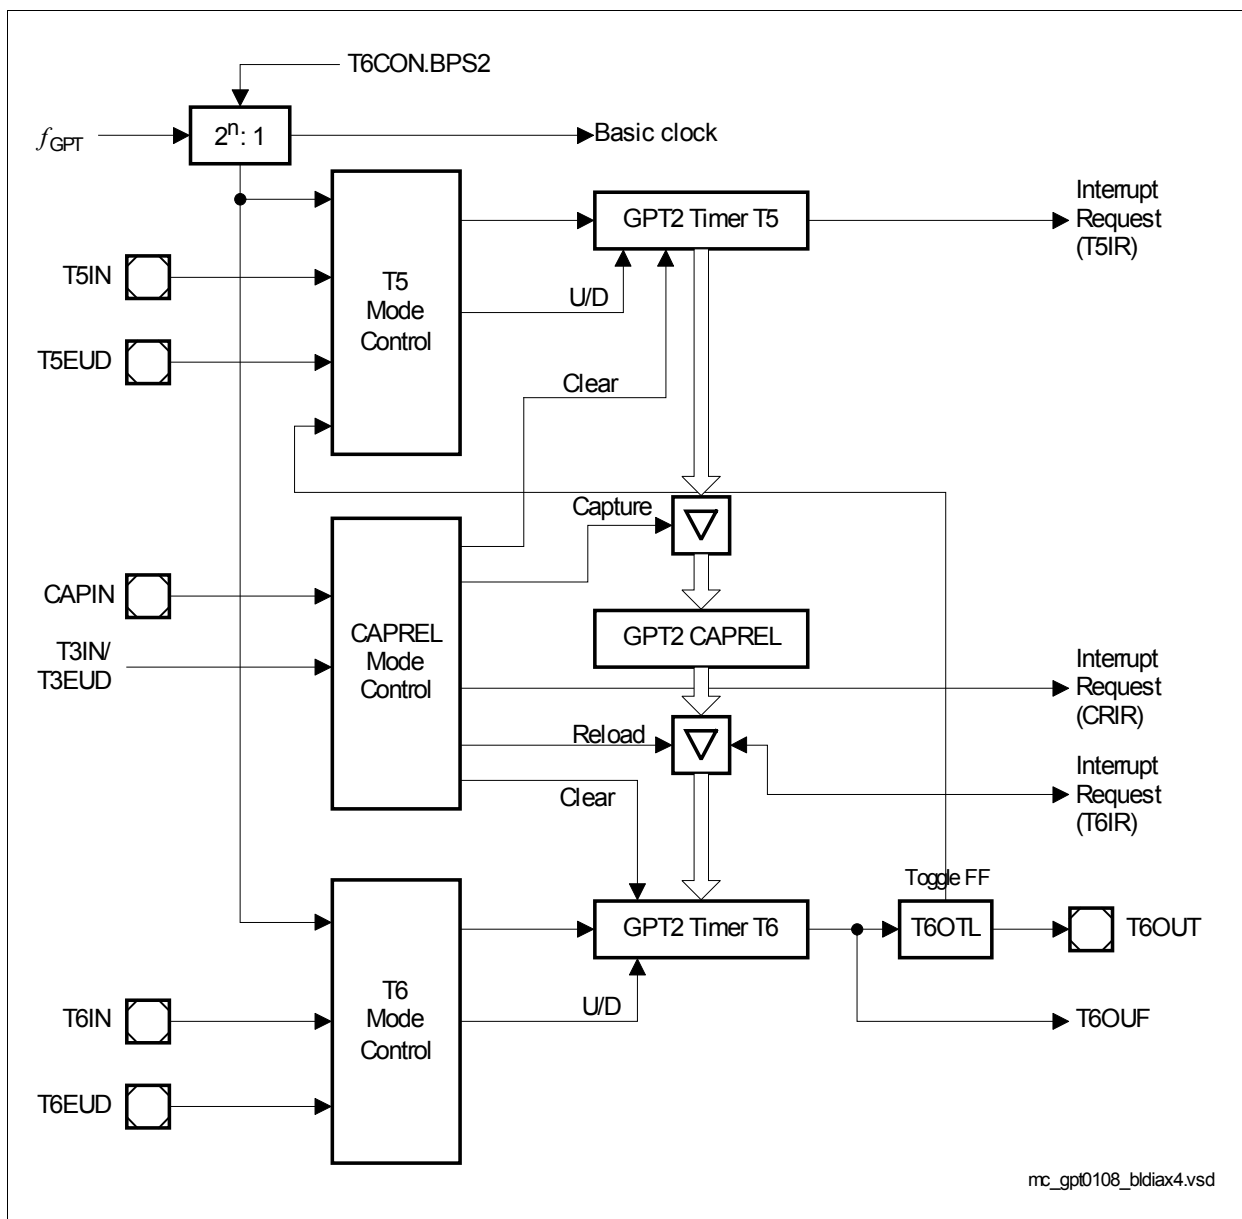 T6CON.BPS2
fGPT
2n: 1
Basic clock
T5IN
T5EUD
T5
Mode
Control
GPT2 Timer T5
U/D
Clear
Interrupt
Request
(T5IR)
Capture
CAPIN
T3IN/
T3EUD
CAPREL
Mode
Control
GPT2 CAPREL
Interrupt
Request
(CRIR)
Reload
Clear
Interrupt
Request
(T6IR)
Toggle FF
GPT2 Timer T6
T6OTL
T6OUT
T6IN
T6EUD
T6
Mode
Control
U/D
T6OUF
mc_gpt0108_bldiax4.vsd